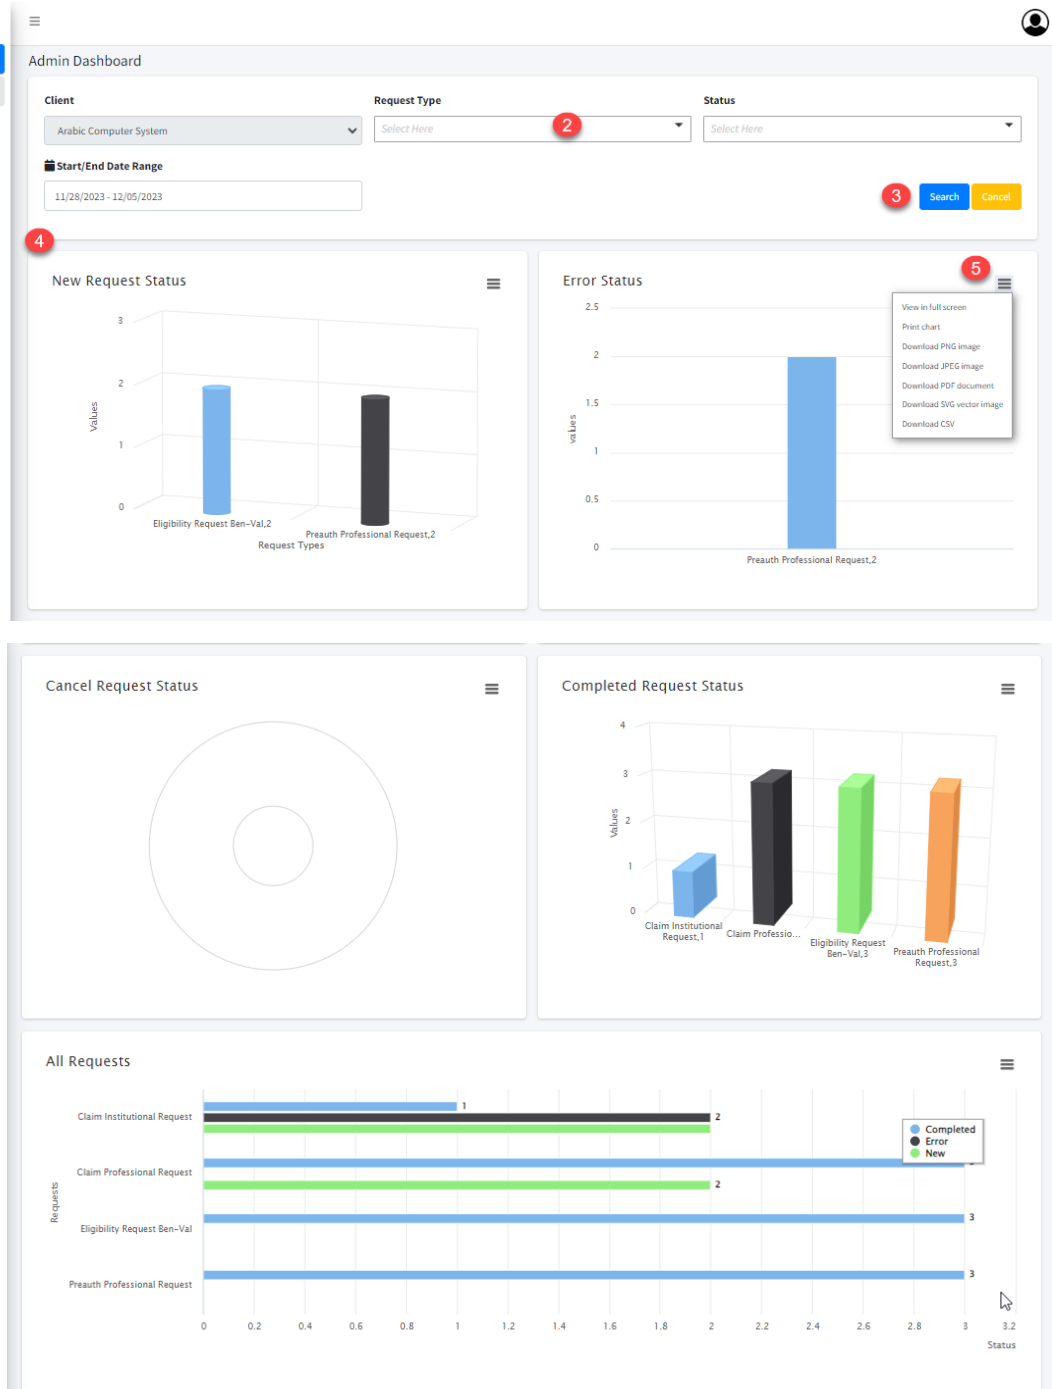 Admin Dashboard
Client
Request Type
Status
Arabic Computer System
Select Here
2
Select Here
Start/End Date Range
11/28/2023 - 12/05/2023
3
Search
Cancel
4
5
New Request Status
Error Status
View in full screen
Print chart
Download PNG image
Download JPEG image
Download PDF document
Download SVG vector image
Download CSV
3
2
1
0
Values
Eligibility Request Ben-Val,2
Preauth Professional Request,2
Request Types
2.5
2
1.5
1
0.5
0
values
Preauth Professional Request,2
Cancel Request Status
Completed Request Status
4
3
2
1
0
Values
Claim Institutional
Request,1
Claim Professio...
Eligibility Request
Ben-Val,3
Preauth Professional
Request,3
All Requests
Requests
Claim Institutional Request
1
2
Claim Professional Request
2
Eligibility Request Ben-Val
3
Preauth Professional Request
3
Completed
Error
New
0 0.2 0.4 0.6 0.8 1 1.2 1.4 1.6 1.8 2 2.2 2.4 2.6 2.8 3 3.2
Status